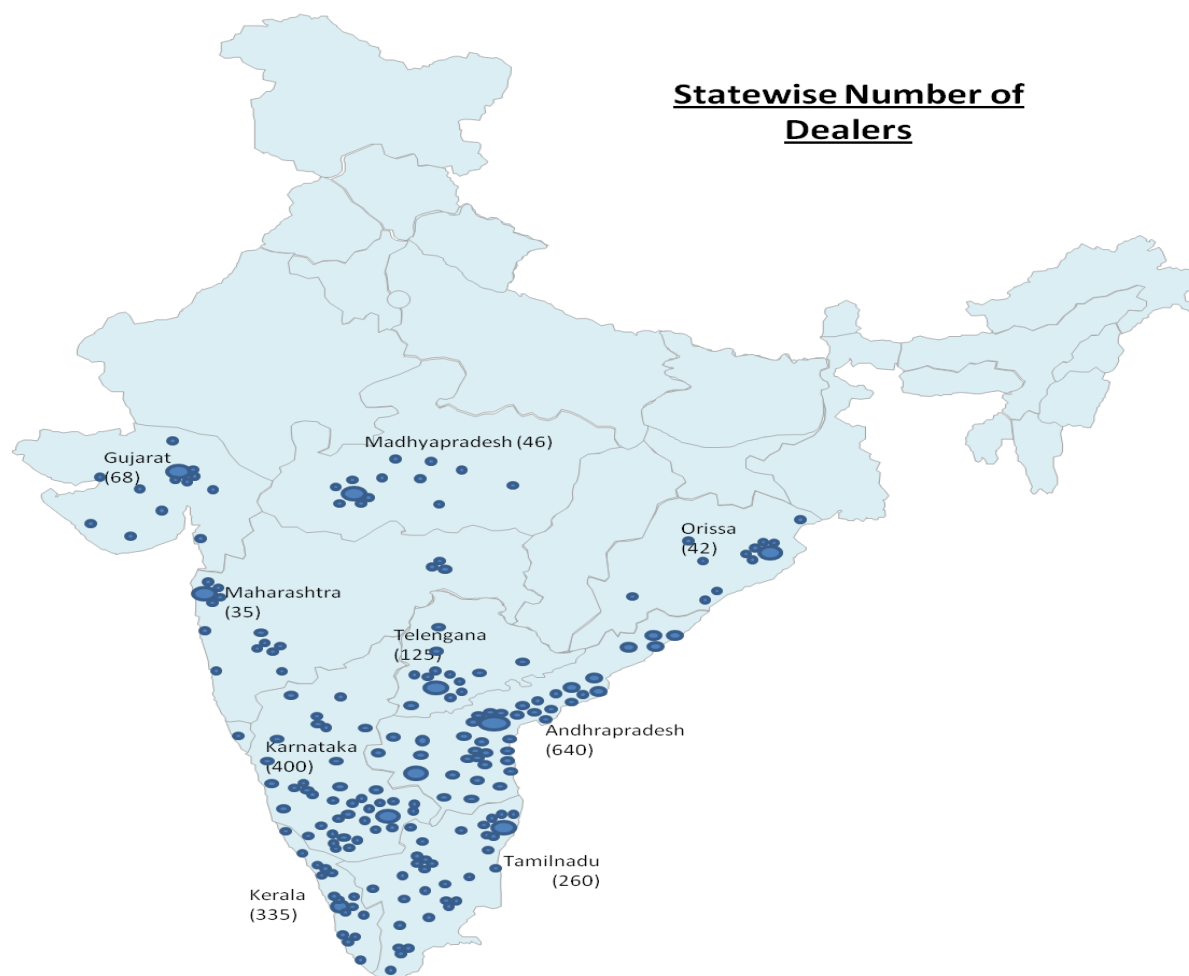 Statewise Number of
Dealers
Madhyapradesh (46)
Gujarat
(68)
Orissa
(42)
Maharashtra
(35)
Telengana
(125)
Andhrapradesh
(640)
Karnataka
(400)
Tamilnadu
(260)
Kerala
(335)